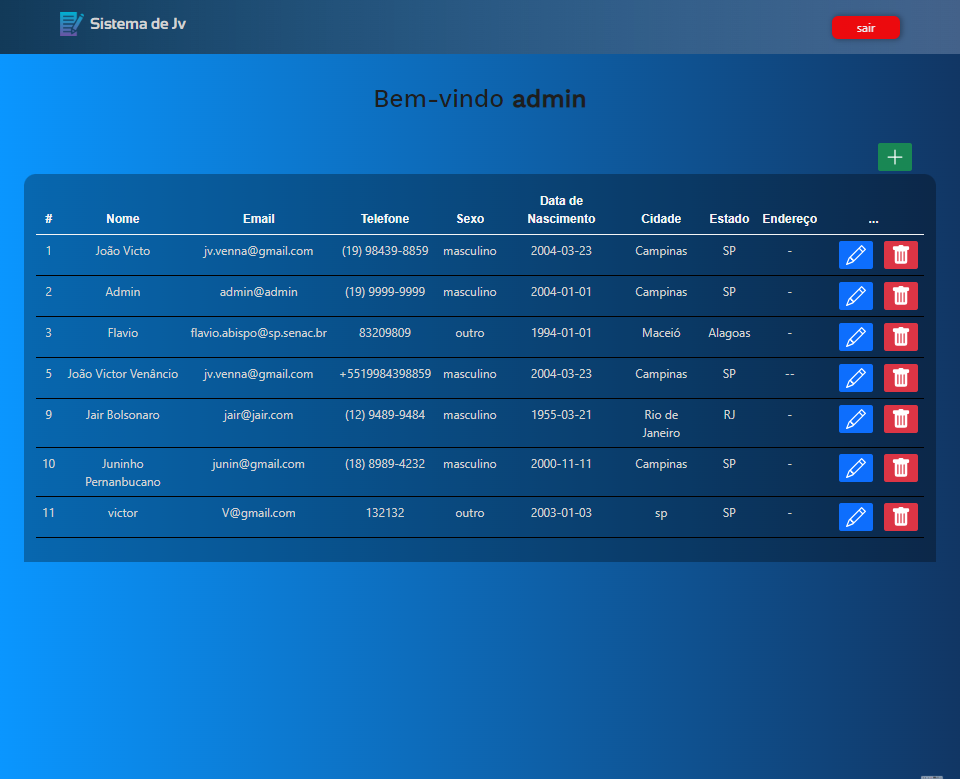 Sistema de Jv
sair
Bem-vindo admin
# Nome Email Telefone Sexo Data de Nascimento Cidade Estado Endereço ...
1 João Victo jv.venna@gmail.com (19) 98439-8859 masculino 2004-03-23 Campinas SP -
2 Admin admin@admin (19) 9999-9999 masculino 2004-01-01 Campinas SP -
3 Flavio flavio.abispo@sp.senac.br 83209809 outro 1994-01-01 Maceió Alagoas -
5 João Victor Venâncio jv.venna@gmail.com +5519984398859 masculino 2004-03-23 Campinas SP --
9 Jair Bolsonaro jair@jair.com (12) 9489-9484 masculino 1955-03-21 Rio de Janeiro RJ -
10 Juninho Pernanbucano junin@gmail.com (18) 8989-4232 masculino 2000-11-11 Campinas SP -
11 victor V@gmail.com 132132 outro 2003-01-03 sp SP -